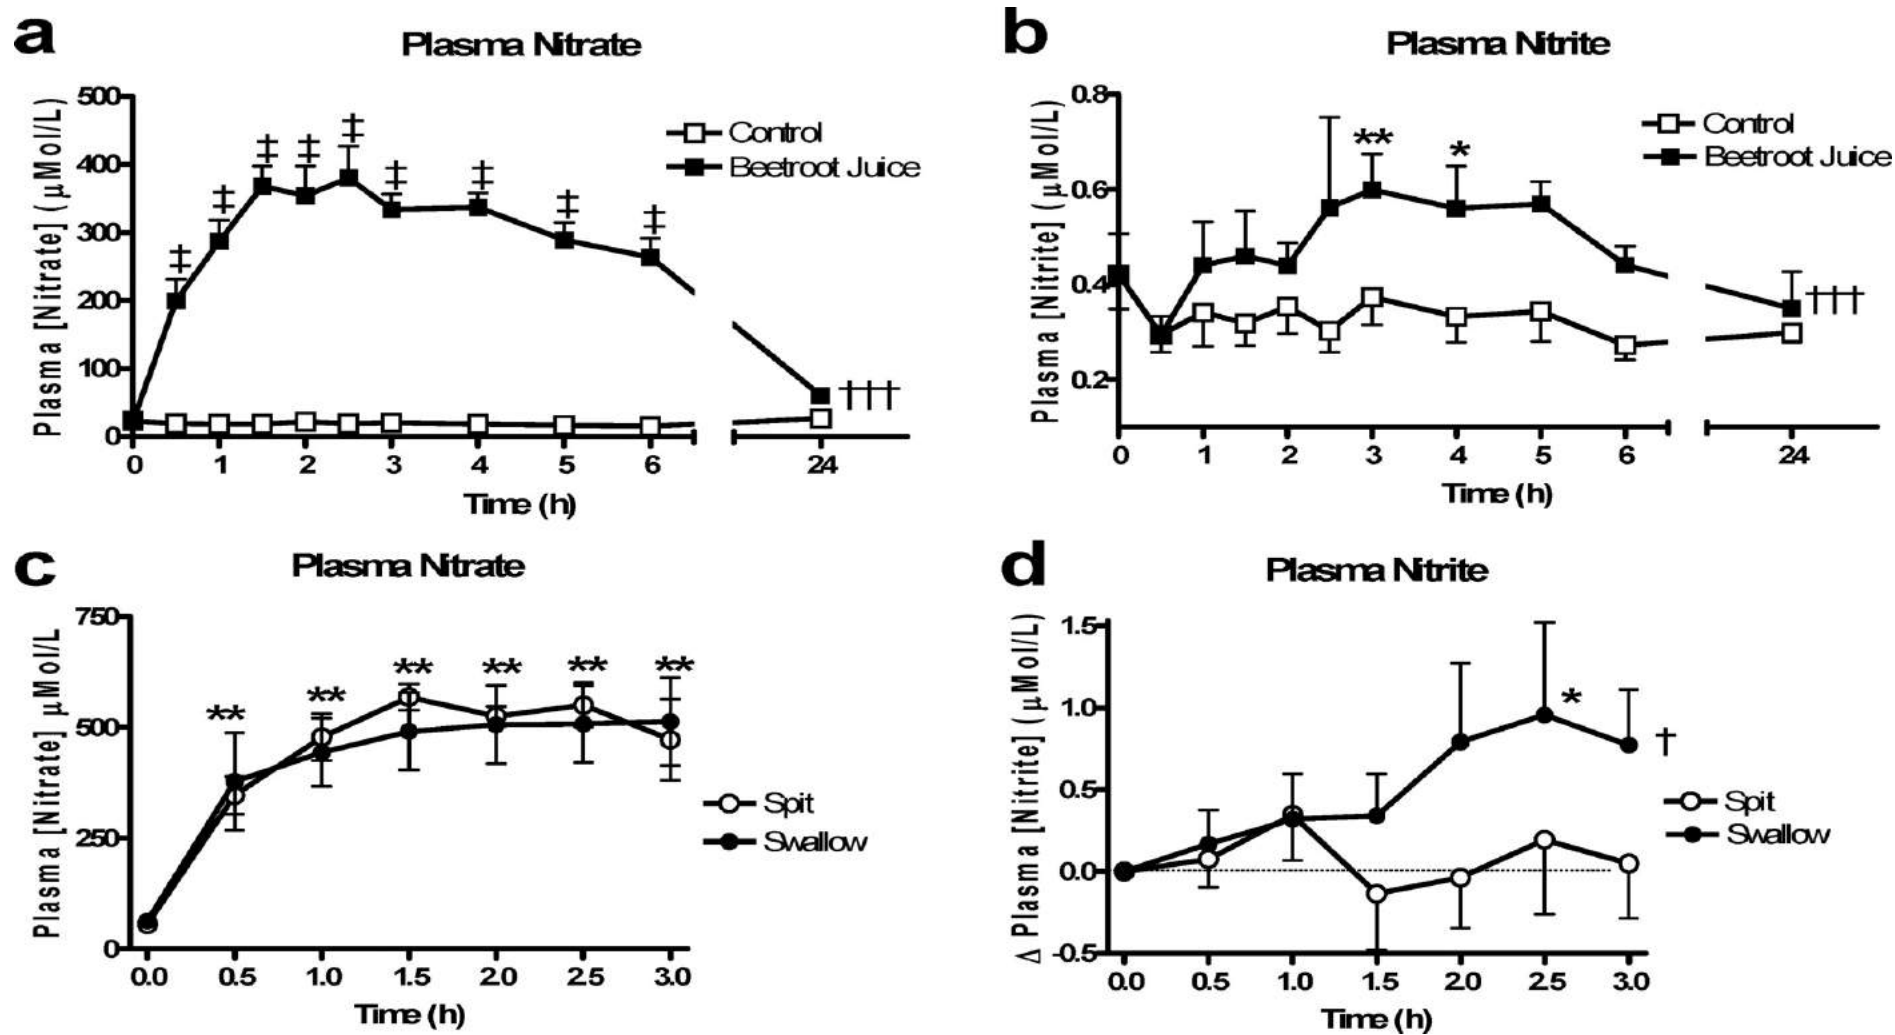 a
Plasma Nitrate
Plasma [Nitrate] (μMol/L)
500
400
300
200
100
0
‡ ‡ ‡ ‡ ‡ ‡ ‡ ‡ ‡
†††
Control
Beetroot Juice
0 1 2 3 4 5 6 24
Time (h)
b
Plasma Nitrite
Plasma [Nitrite] (μMol/L)
0.8
0.6
0.4
0.2
** *
†††
Control
Beetroot Juice
0 1 2 3 4 5 6 24
Time (h)
c
Plasma Nitrate
Plasma [Nitrate] μMol/L
750
500
250
0
** ** ** ** ** **
Spit
Swallow
0.0 0.5 1.0 1.5 2.0 2.5 3.0
Time (h)
d
Plasma Nitrite
Δ Plasma [Nitrite] (μMol/L)
1.5
1.0
0.5
0.0
-0.5
*
†
Spit
Swallow
0.0 0.5 1.0 1.5 2.0 2.5 3.0
Time (h)